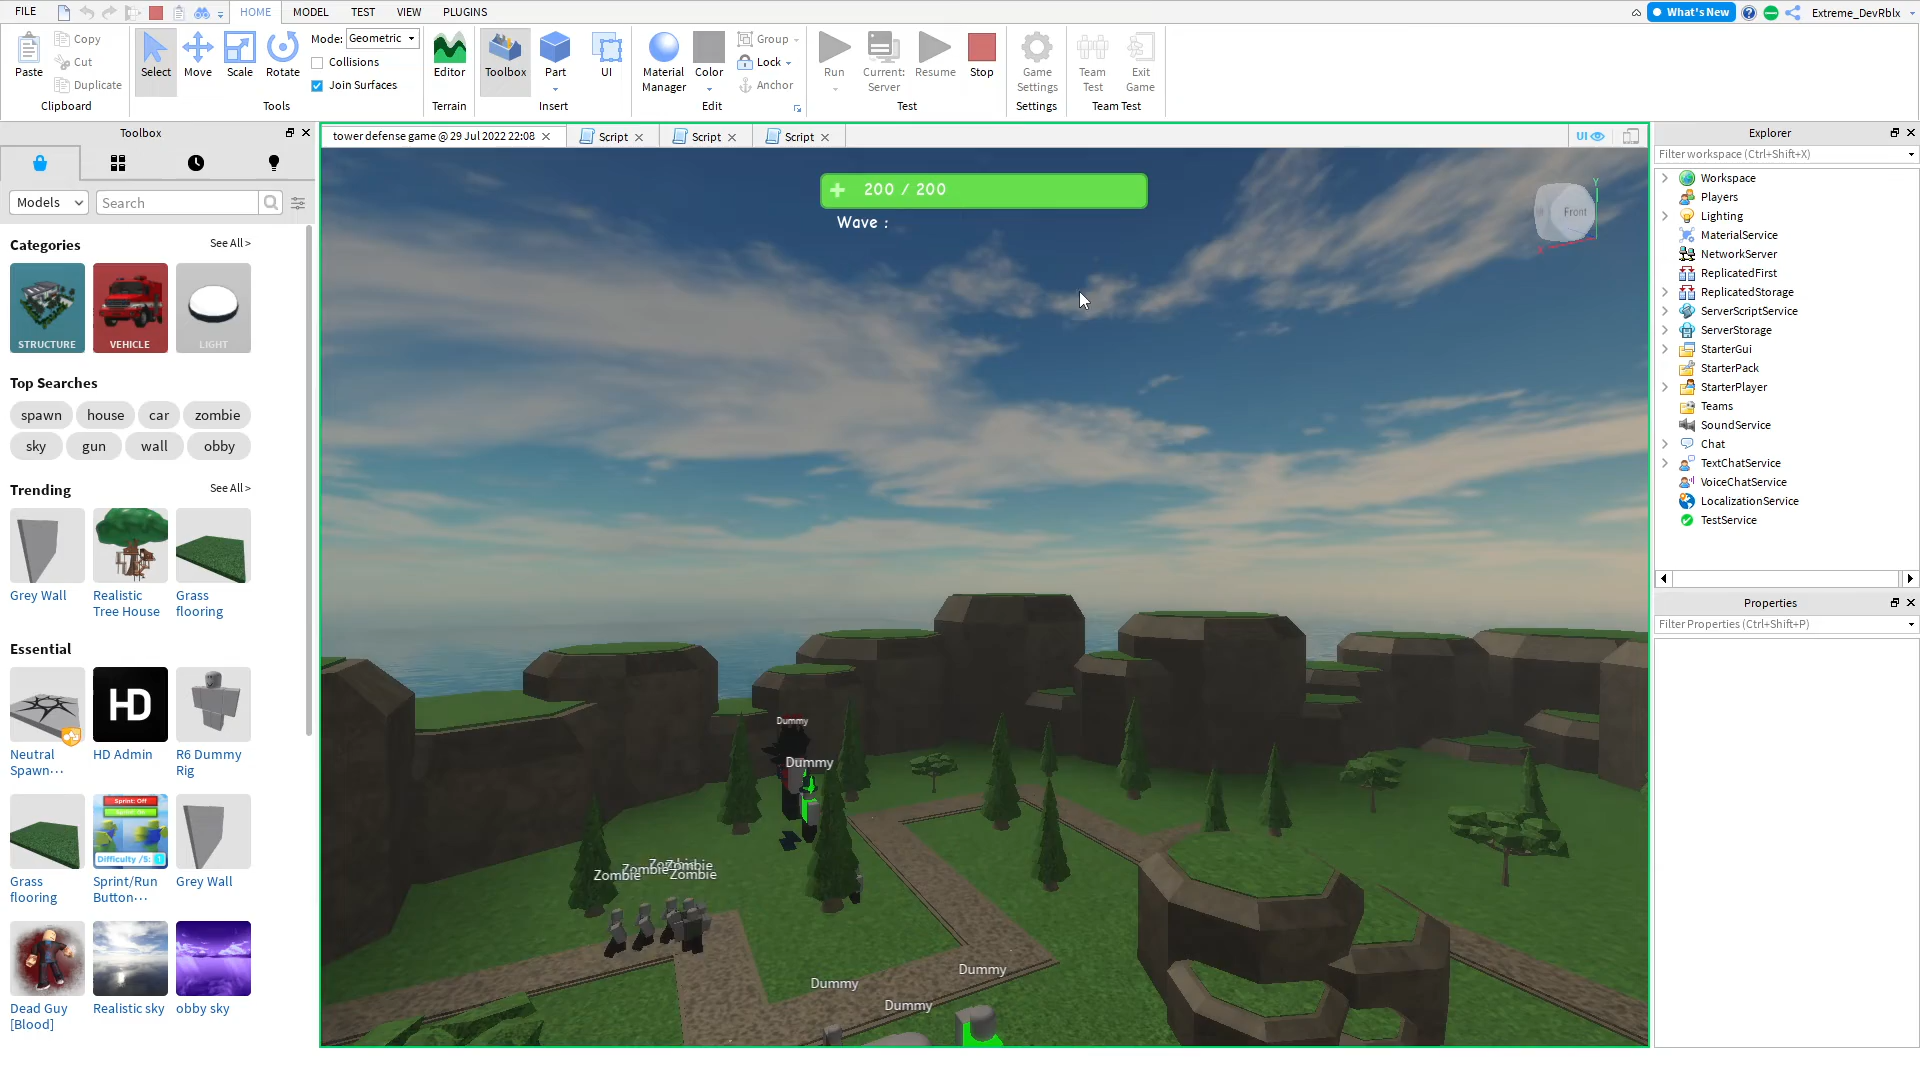 FILE
HOME
MODEL
TEST
VIEW
PLUGINS
What's New
Extreme_DevRblx
Paste
Copy
Cut
Duplicate
Clipboard
Select
Move
Scale
Rotate
Mode: Geometric
Collisions
Join Surfaces
Tools
Editor
Terrain
Toolbox
Part
UI
Insert
Material Manager
Color
Group
Lock
Anchor
Edit
Run
Current: Server
Resume
Stop
Test
Game Settings
Settings
Team Test
Exit Game
Team Test
Toolbox
Models
Search
Categories
See All >
STRUCTURE
VEHICLE
LIGHT
Top Searches
spawn
house
car
zombie
sky
gun
wall
obby
Trending
See All >
Grey Wall
Realistic Tree House
Grass flooring
Essential
HD
Neutral Spawn...
HD Admin
R6 Dummy Rig
Sprint: Off
Difficulty /5: 1
Grass flooring
Sprint/Run Button...
Grey Wall
Dead Guy [Blood]
Realistic sky
obby sky
tower defense game @ 29 Jul 2022 22:08
Script
Script
Script
UI
200 / 200
Wave :
Front
Y
X
Dummy
Dummy
Zombie
Zombie
Zombie
Zombie
Dummy
Dummy
Dummy
Explorer
Filter workspace (Ctrl+Shift+X)
Workspace
Players
Lighting
MaterialService
NetworkServer
ReplicatedFirst
ReplicatedStorage
ServerScriptService
ServerStorage
StarterGui
StarterPack
StarterPlayer
Teams
SoundService
Chat
TextChatService
VoiceChatService
LocalizationService
TestService
Properties
Filter Properties (Ctrl+Shift+P)